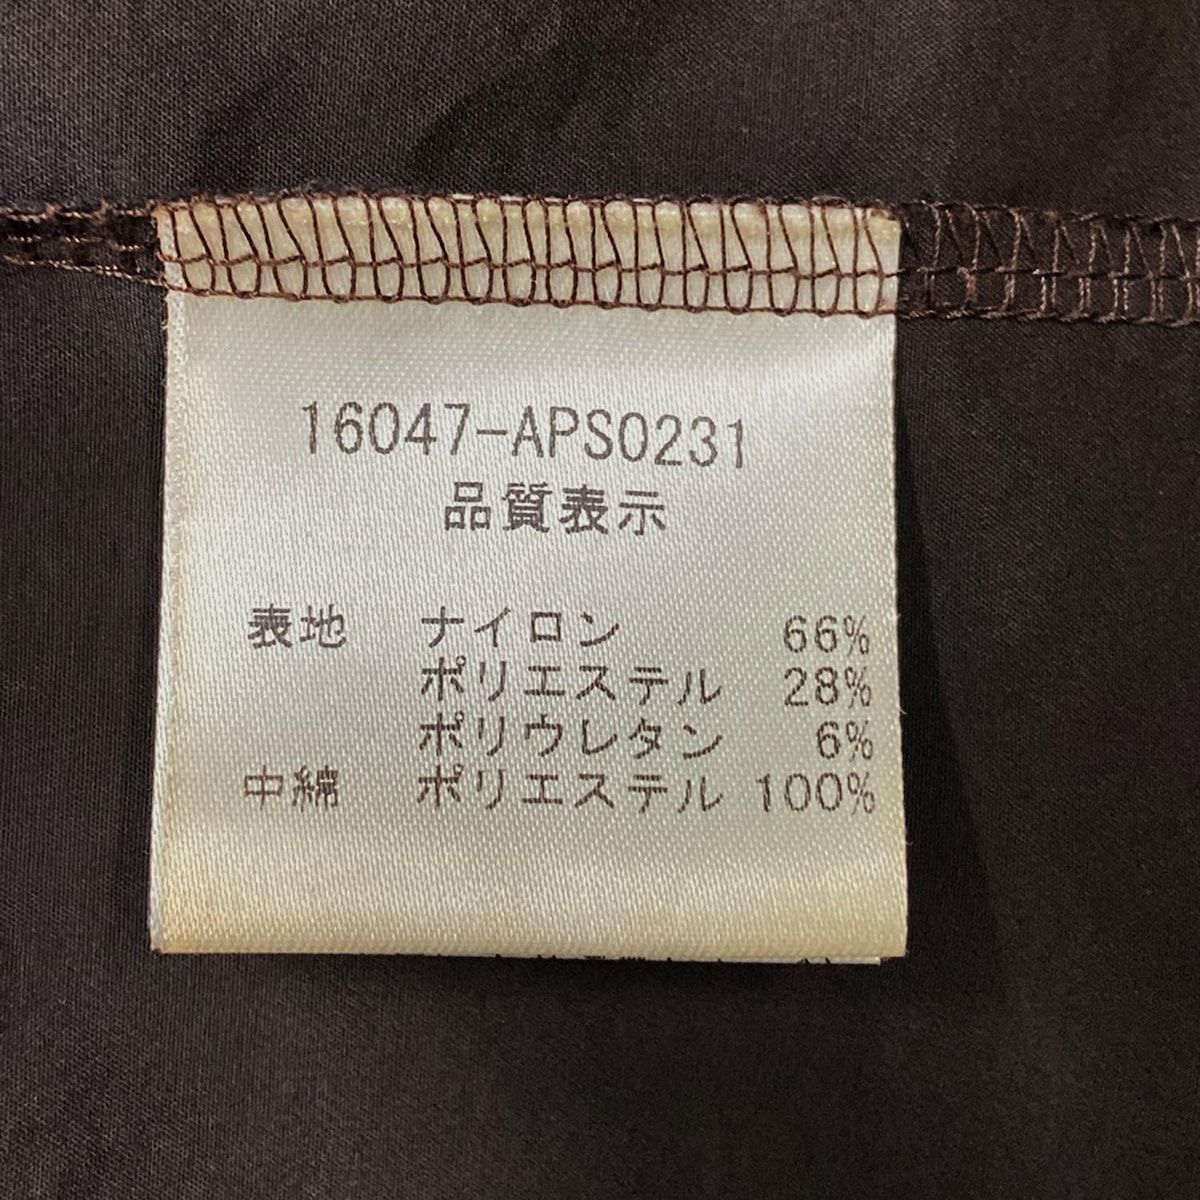 16047-APS0231
品質表示
表地 ナイロン 66%
ポリエステル 28%
ポリウレタン 6%
中綿 ポリエステル 100%